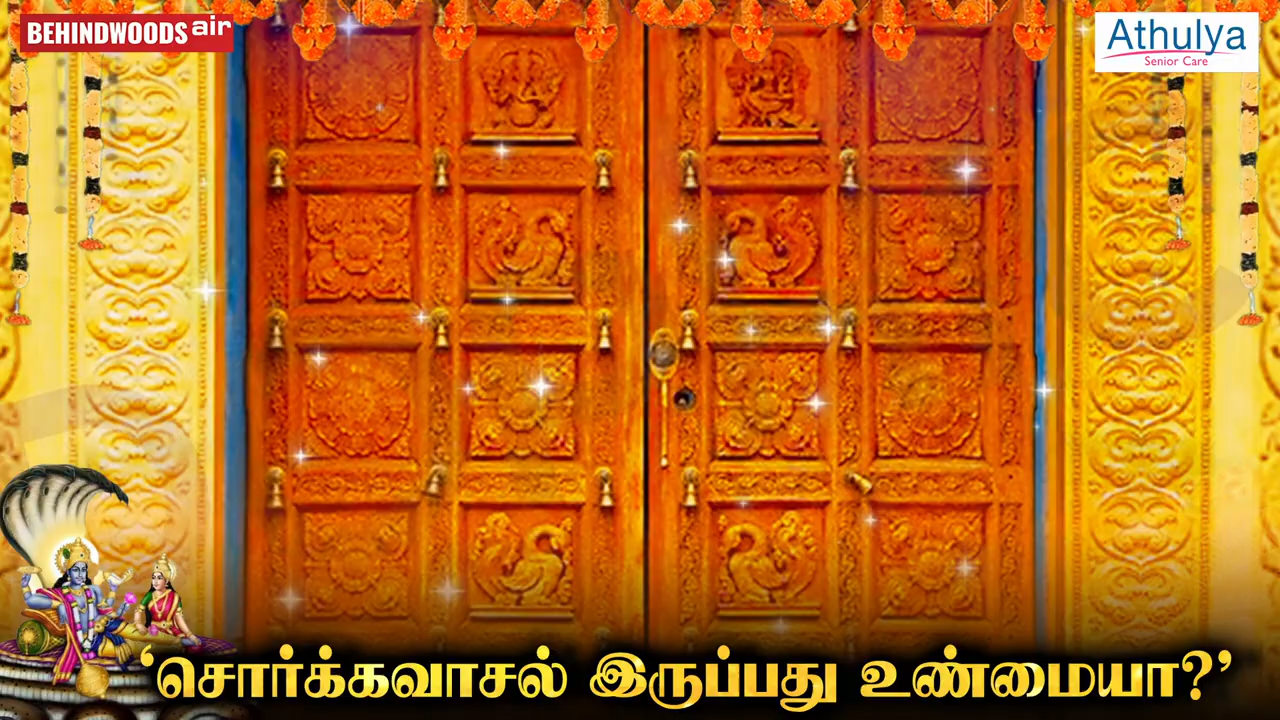 BEHINDWOODS air
Athulya
Senior Care
‘சொர்க்கவாசல் இருப்பது உண்மையா?’